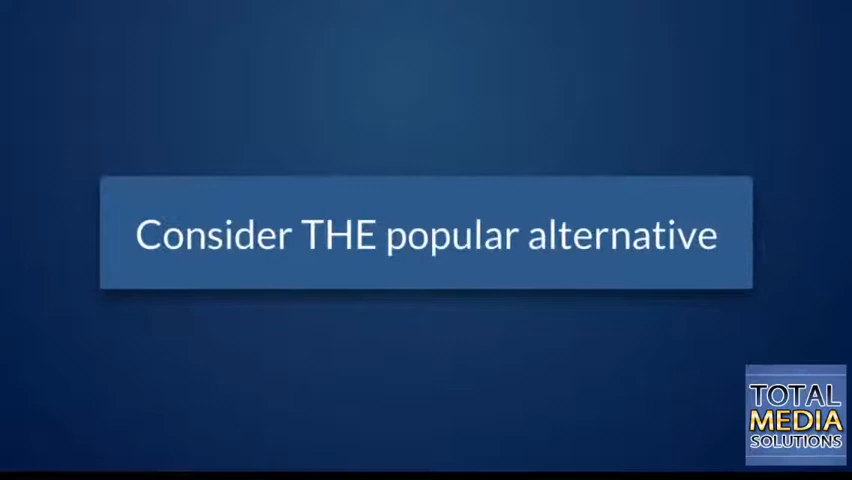 Consider THE popular alternative
TOTAL
MEDIA
SOLUTIONS